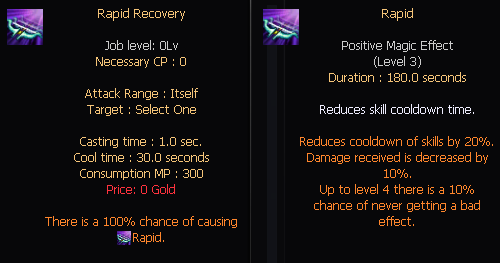 Rapid Recovery
Job level: 0Lv
Necessary CP : 0
Attack Range : Itself
Target : Select One
Casting time : 1.0 sec.
Cool time : 30.0 seconds
Consumption MP : 300
Price: 0 Gold
There is a 100% chance of causing
Rapid.
Rapid
Positive Magic Effect
(Level 3)
Duration : 180.0 seconds
Reduces skill cooldown time.
Reduces cooldown of skills by 20%.
Damage received is decreased by
10%.
Up to level 4 there is a 10%
chance of never getting a bad
effect.